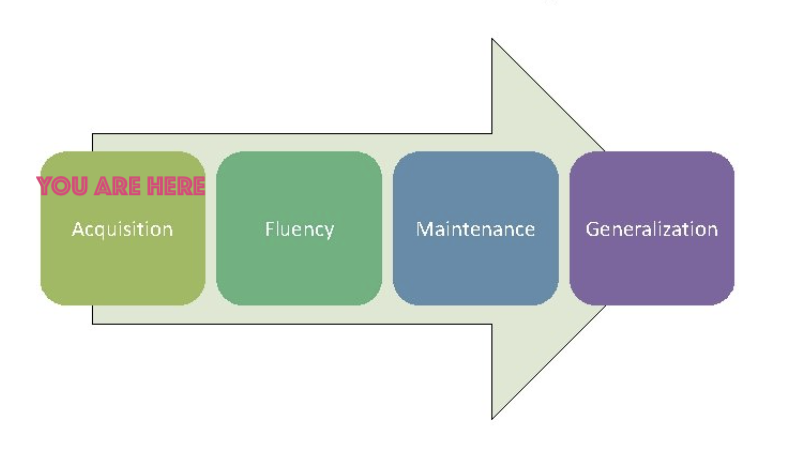 YOU ARE HERE
Acquisition
Fluency
Maintenance
Generalization